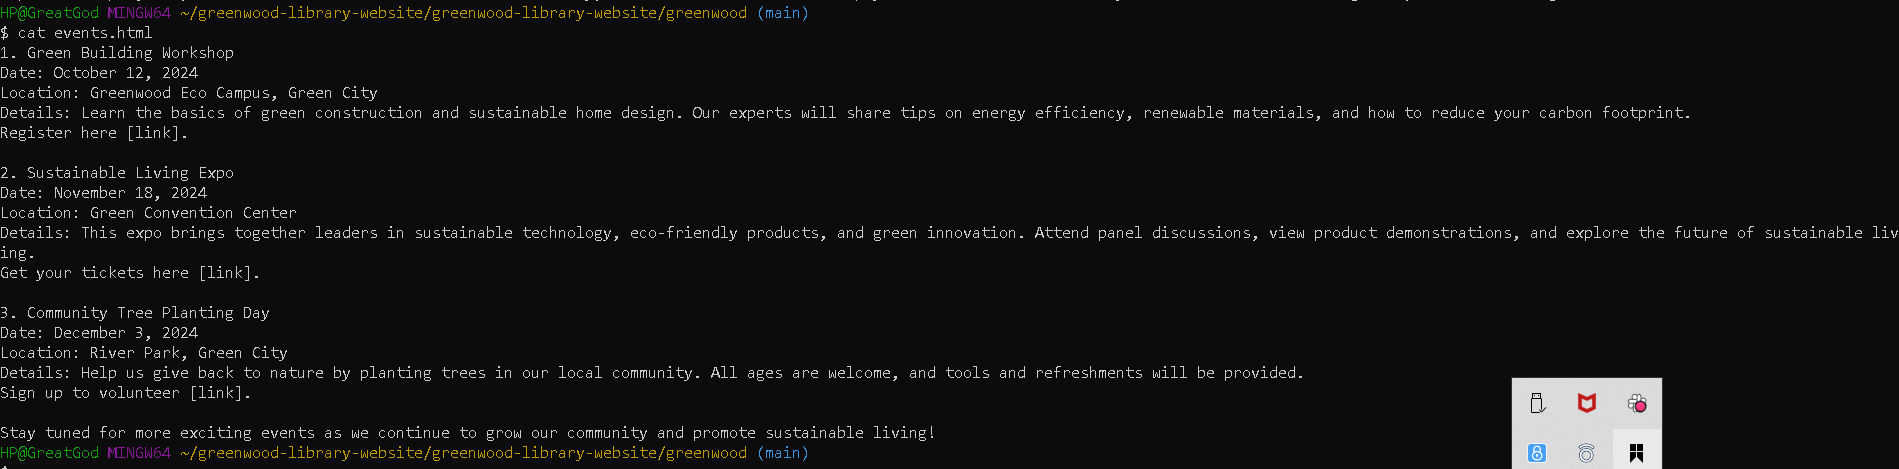 HP@GreatGod MINGW64 ~/greenwood-library-website/greenwood-library-website/greenwood (main)
$ cat events.html
1. Green Building Workshop
Date: October 12, 2024
Location: Greenwood Eco Campus, Green City
Details: Learn the basics of green construction and sustainable home design. Our experts will share tips on energy efficiency, renewable materials, and how to reduce your carbon footprint.
Register here [link].
2. Sustainable Living Expo
Date: November 18, 2024
Location: Green Convention Center
Details: This expo brings together leaders in sustainable technology, eco-friendly products, and green innovation. Attend panel discussions, view product demonstrations, and explore the future of sustainable liv
ing.
Get your tickets here [link].
3. Community Tree Planting Day
Date: December 3, 2024
Location: River Park, Green City
Details: Help us give back to nature by planting trees in our local community. All ages are welcome, and tools and refreshments will be provided.
Sign up to volunteer [link].
Stay tuned for more exciting events as we continue to grow our community and promote sustainable living!
HP@GreatGod MINGW64 ~/greenwood-library-website/greenwood-library-website/greenwood (main)